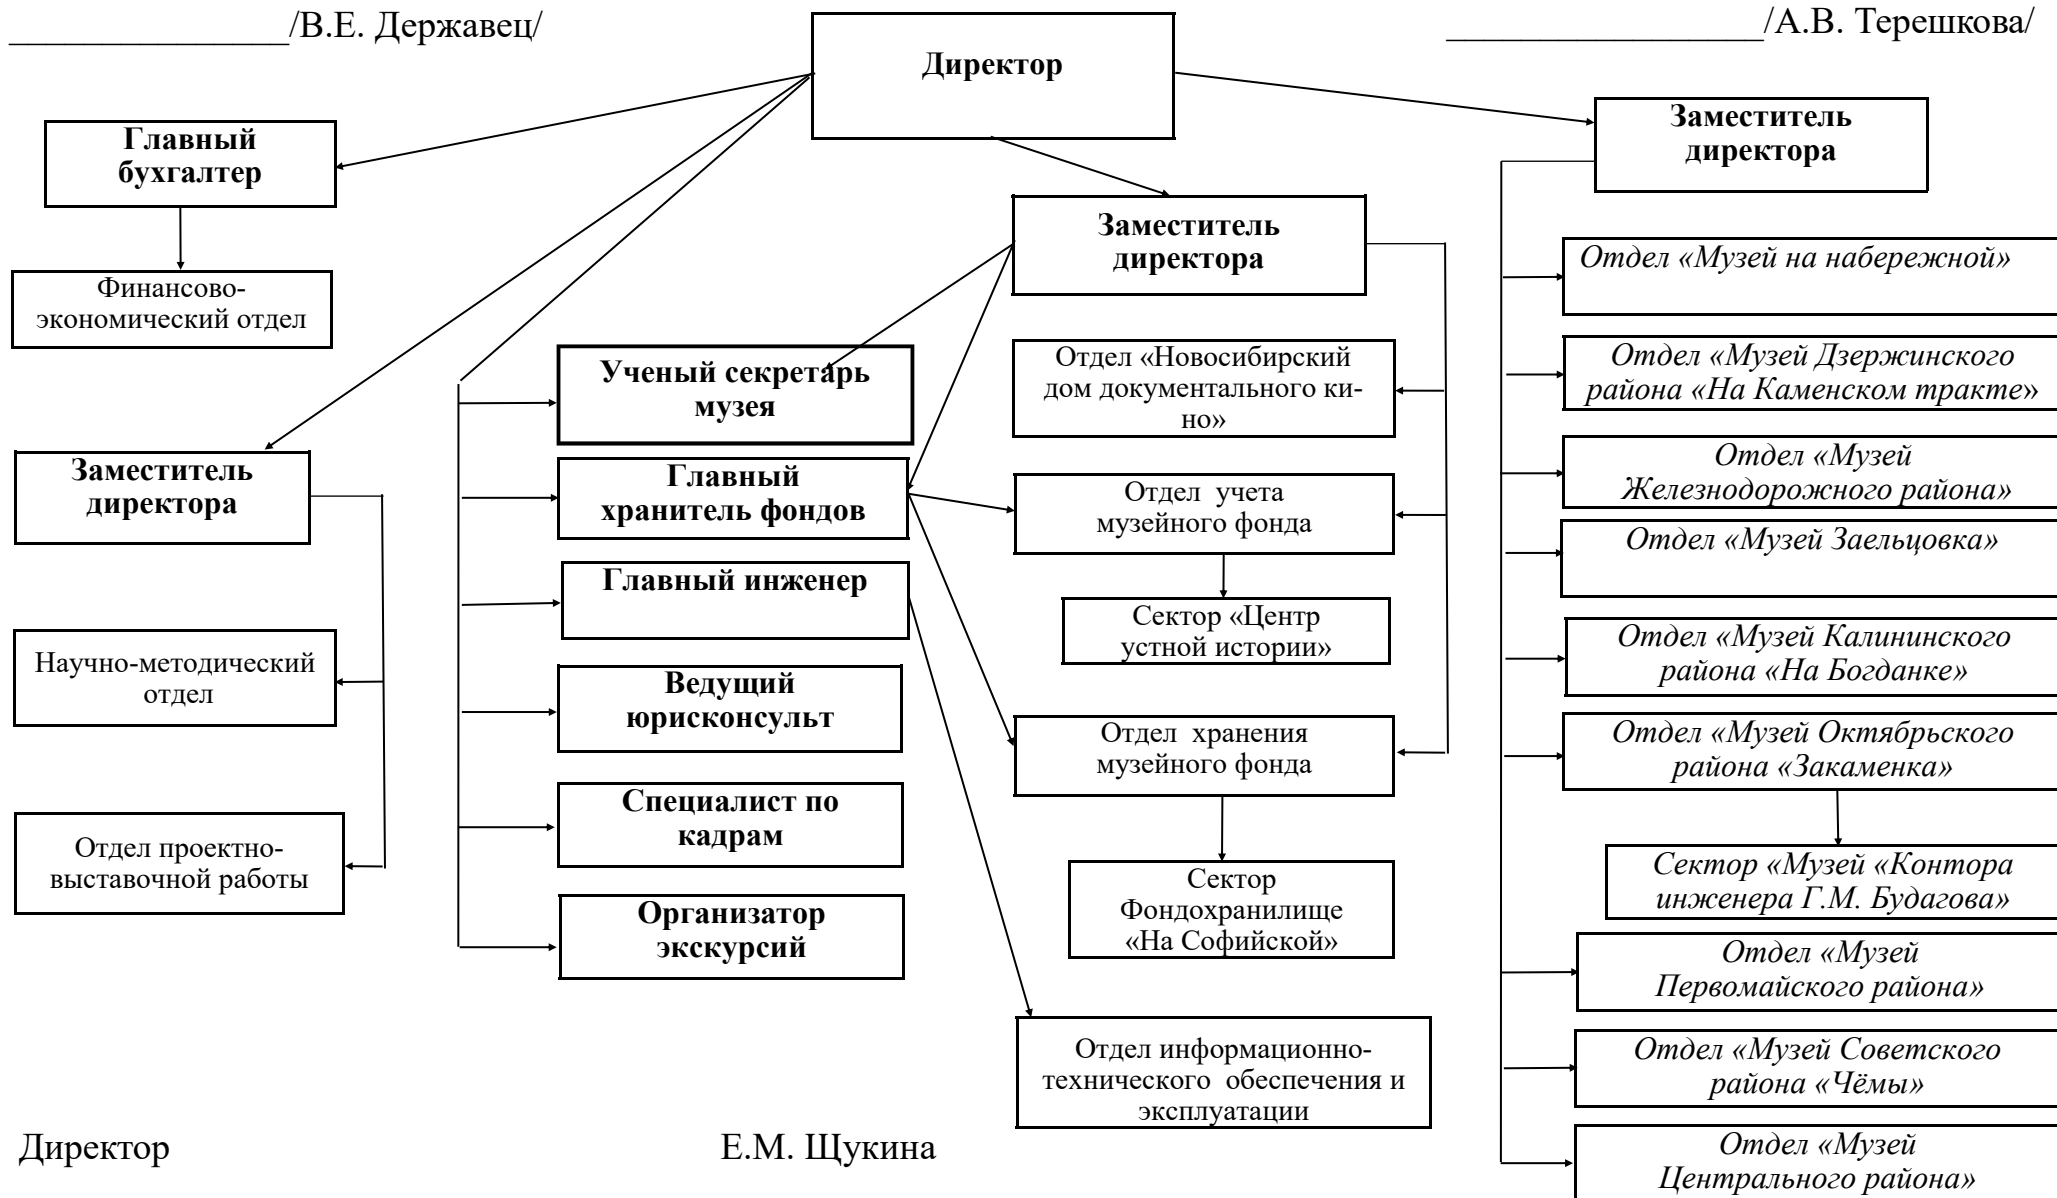 _______________/В.Е. Державец/
_________________/А.В. Терешкова/
Директор
Главный
бухгалтер
Финансово-
экономический отдел
Заместитель
директора
Научно-методический
отдел
Отдел проектно-
выставочной работы
Ученый секретарь
музея
Главный
хранитель фондов
Главный инженер
Ведущий
юрисконсульт
Специалист по
кадрам
Организатор
экскурсий
Заместитель
директора
Отдел «Новосибирский
дом документального ки-
но»
Отдел учета
музейного фонда
Сектор «Центр
устной истории»
Отдел хранения
музейного фонда
Сектор
Фондохранилище
«На Софийской»
Отдел информационно-
технического обеспечения и
эксплуатации
Заместитель
директора
Отдел «Музей на набережной»
Отдел «Музей Дзержинского
района «На Каменском тракте»
Отдел «Музей
Железнодорожного района»
Отдел «Музей Заельцовка»
Отдел «Музей Калининского
района «На Богданке»
Отдел «Музей Октябрьского
района «Закаменка»
Сектор «Музей «Контора
инженера Г.М. Будагова»
Отдел «Музей
Первомайского района»
Отдел «Музей Советского
района «Чёмы»
Отдел «Музей
Центрального района»
Директор
Е.М. Щукина